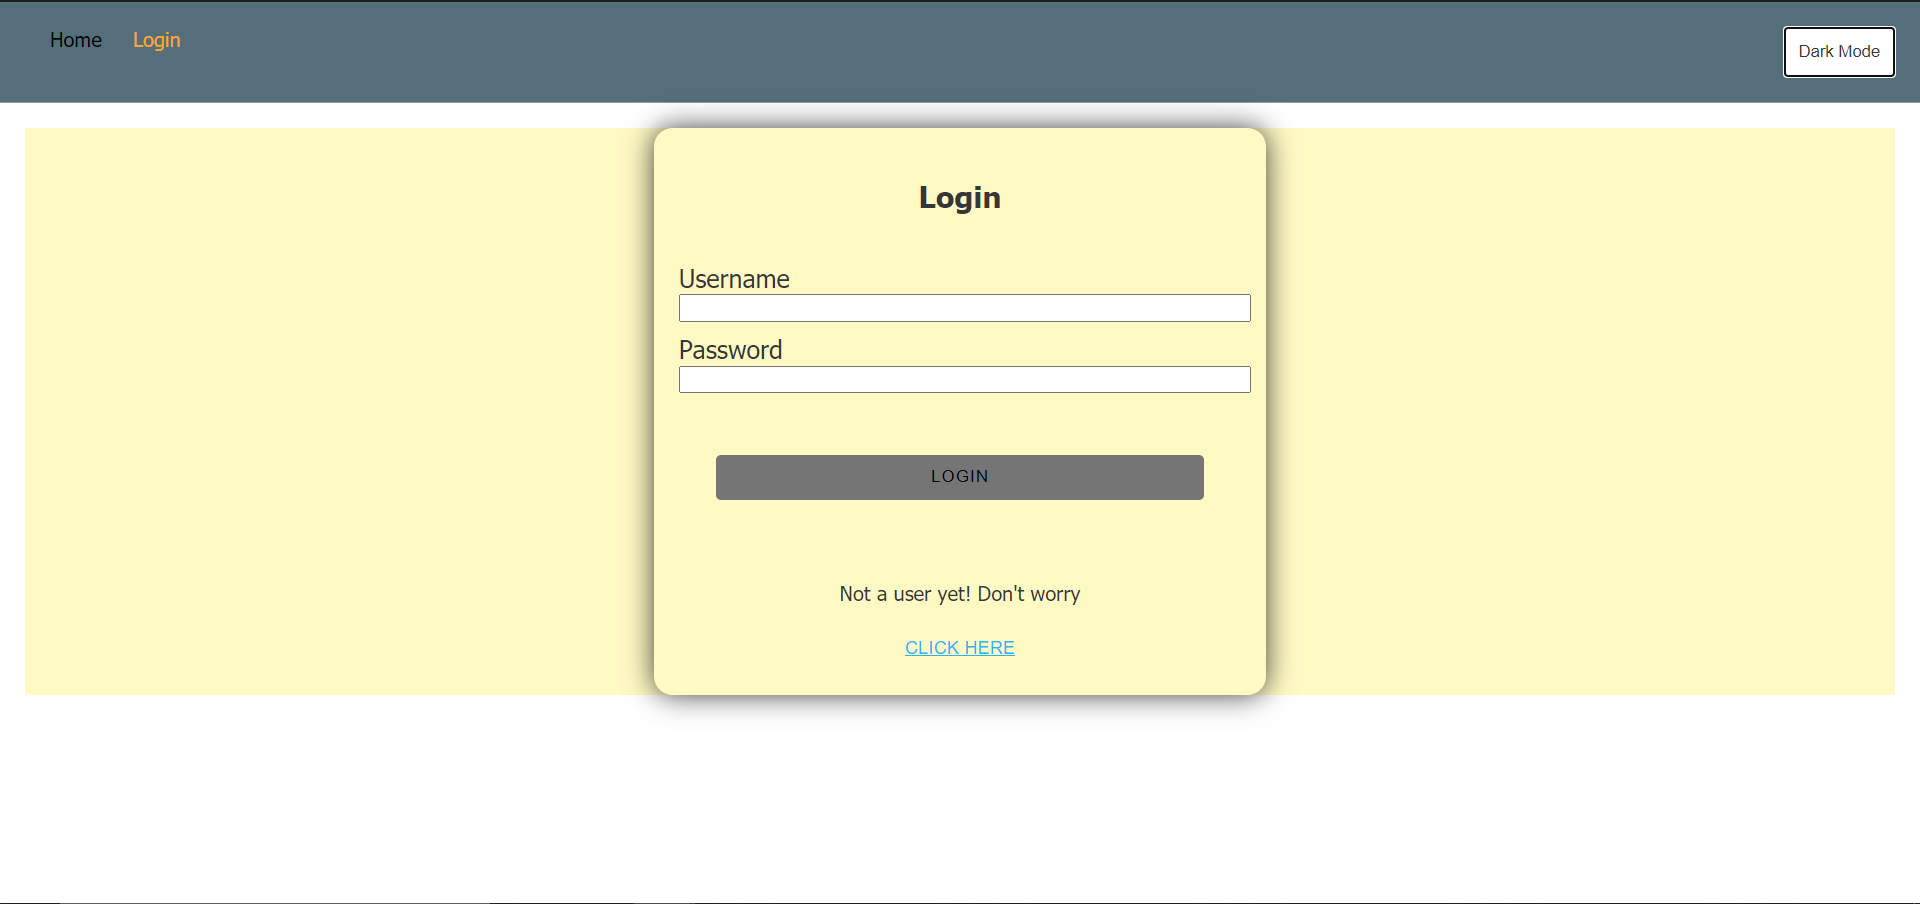 Home Login Dark Mode
Login
Username
Password
LOGIN
Not a user yet! Don't worry
CLICK HERE